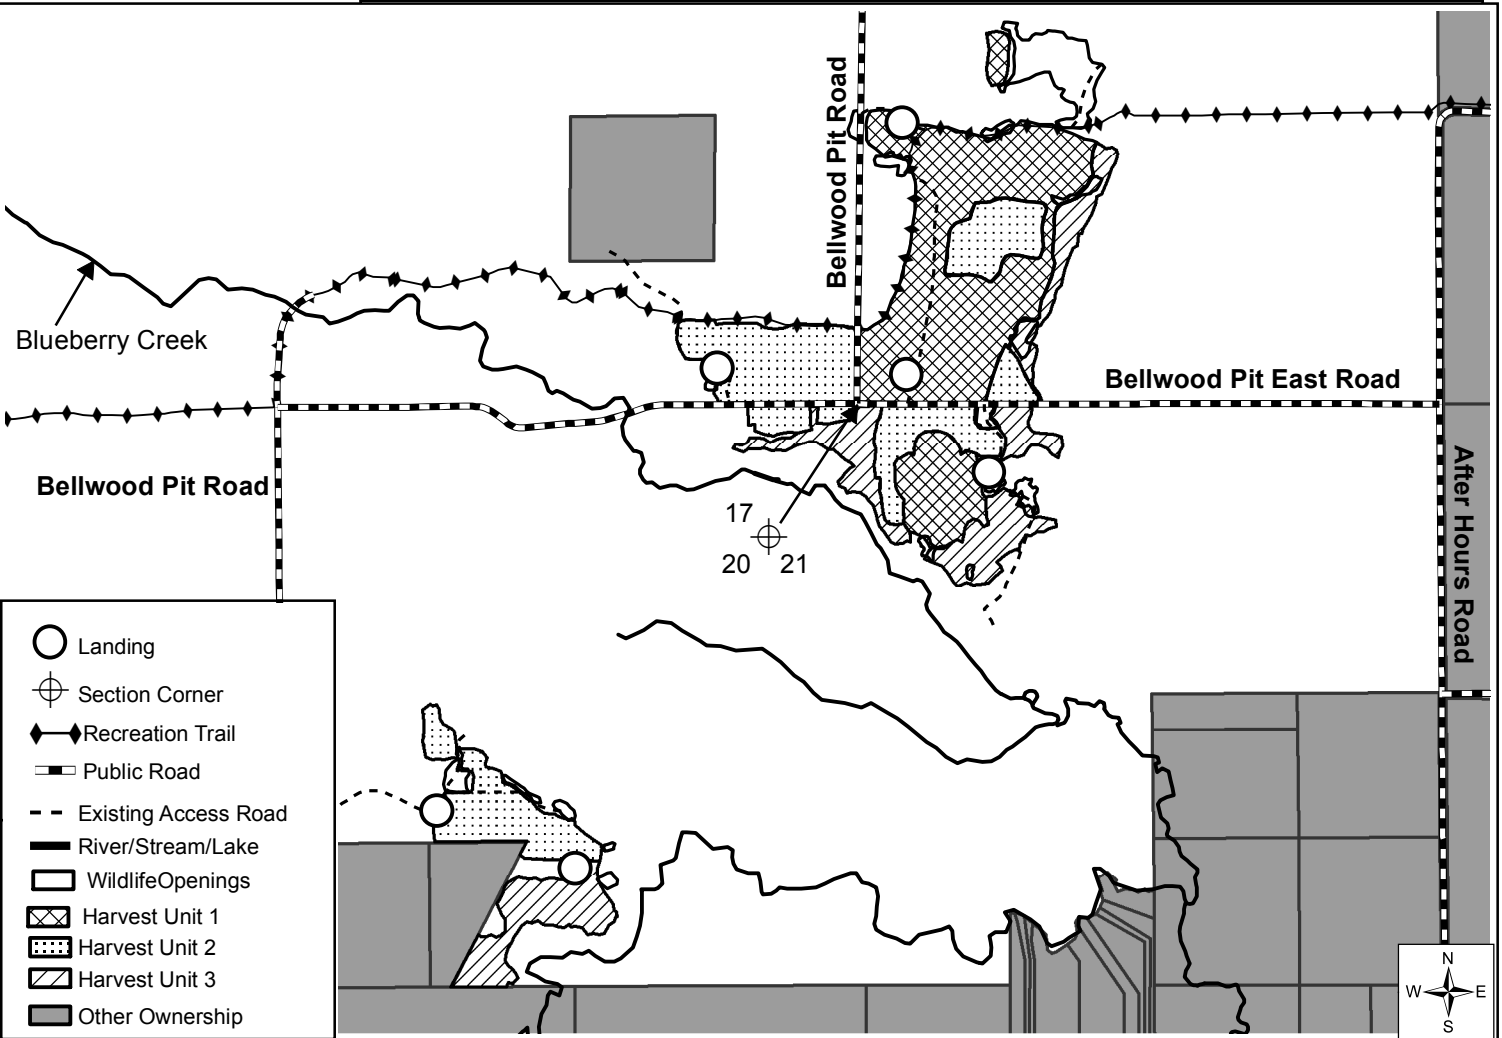 Bellwood Pit Road
Blueberry Creek
Bellwood Pit East Road
Bellwood Pit Road
After Hours Road
17
20 21
Landing
Section Corner
Recreation Trail
Public Road
Existing Access Road
River/Stream/Lake
WildlifeOpenings
Harvest Unit 1
Harvest Unit 2
Harvest Unit 3
Other Ownership
N
W E
S